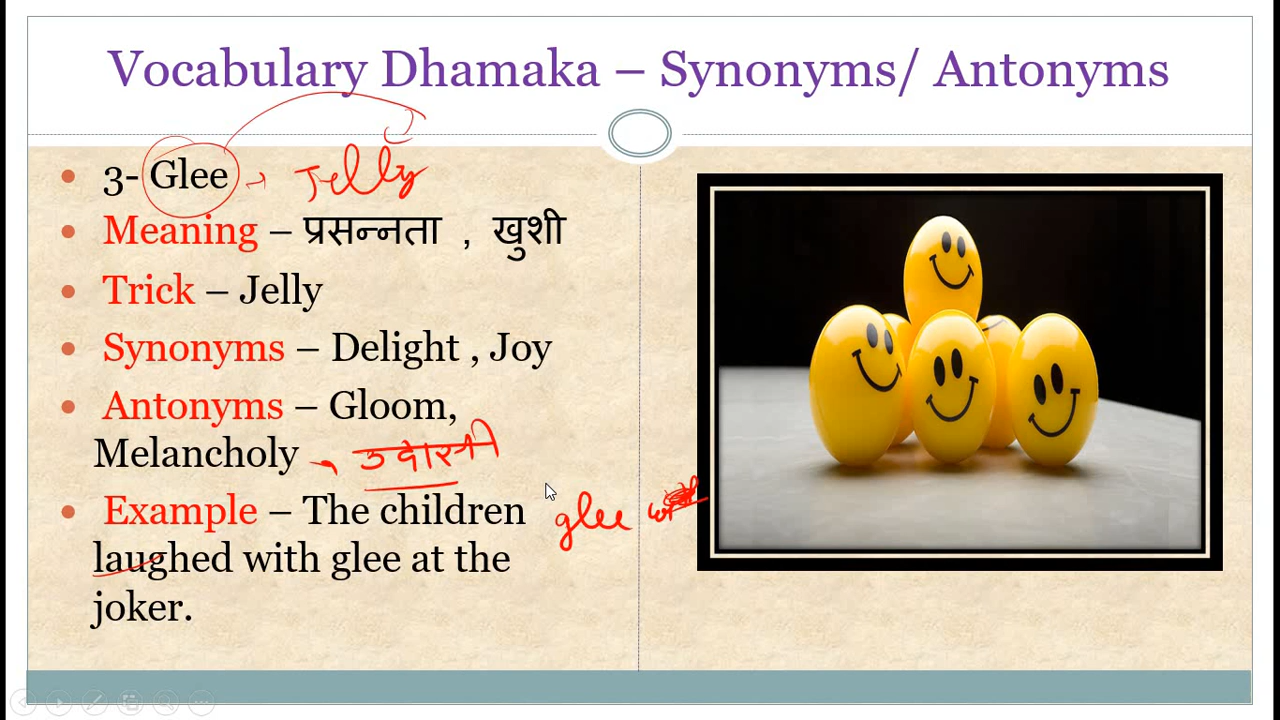 Vocabulary Dhamaka – Synonyms/ Antonyms
3- Glee Jelly
Meaning – प्रसन्नता , खुशी
Trick – Jelly
Synonyms – Delight , Joy
Antonyms – Gloom,
Melancholy उदासी
Example – The children
glee
laughed with glee at the
joker.